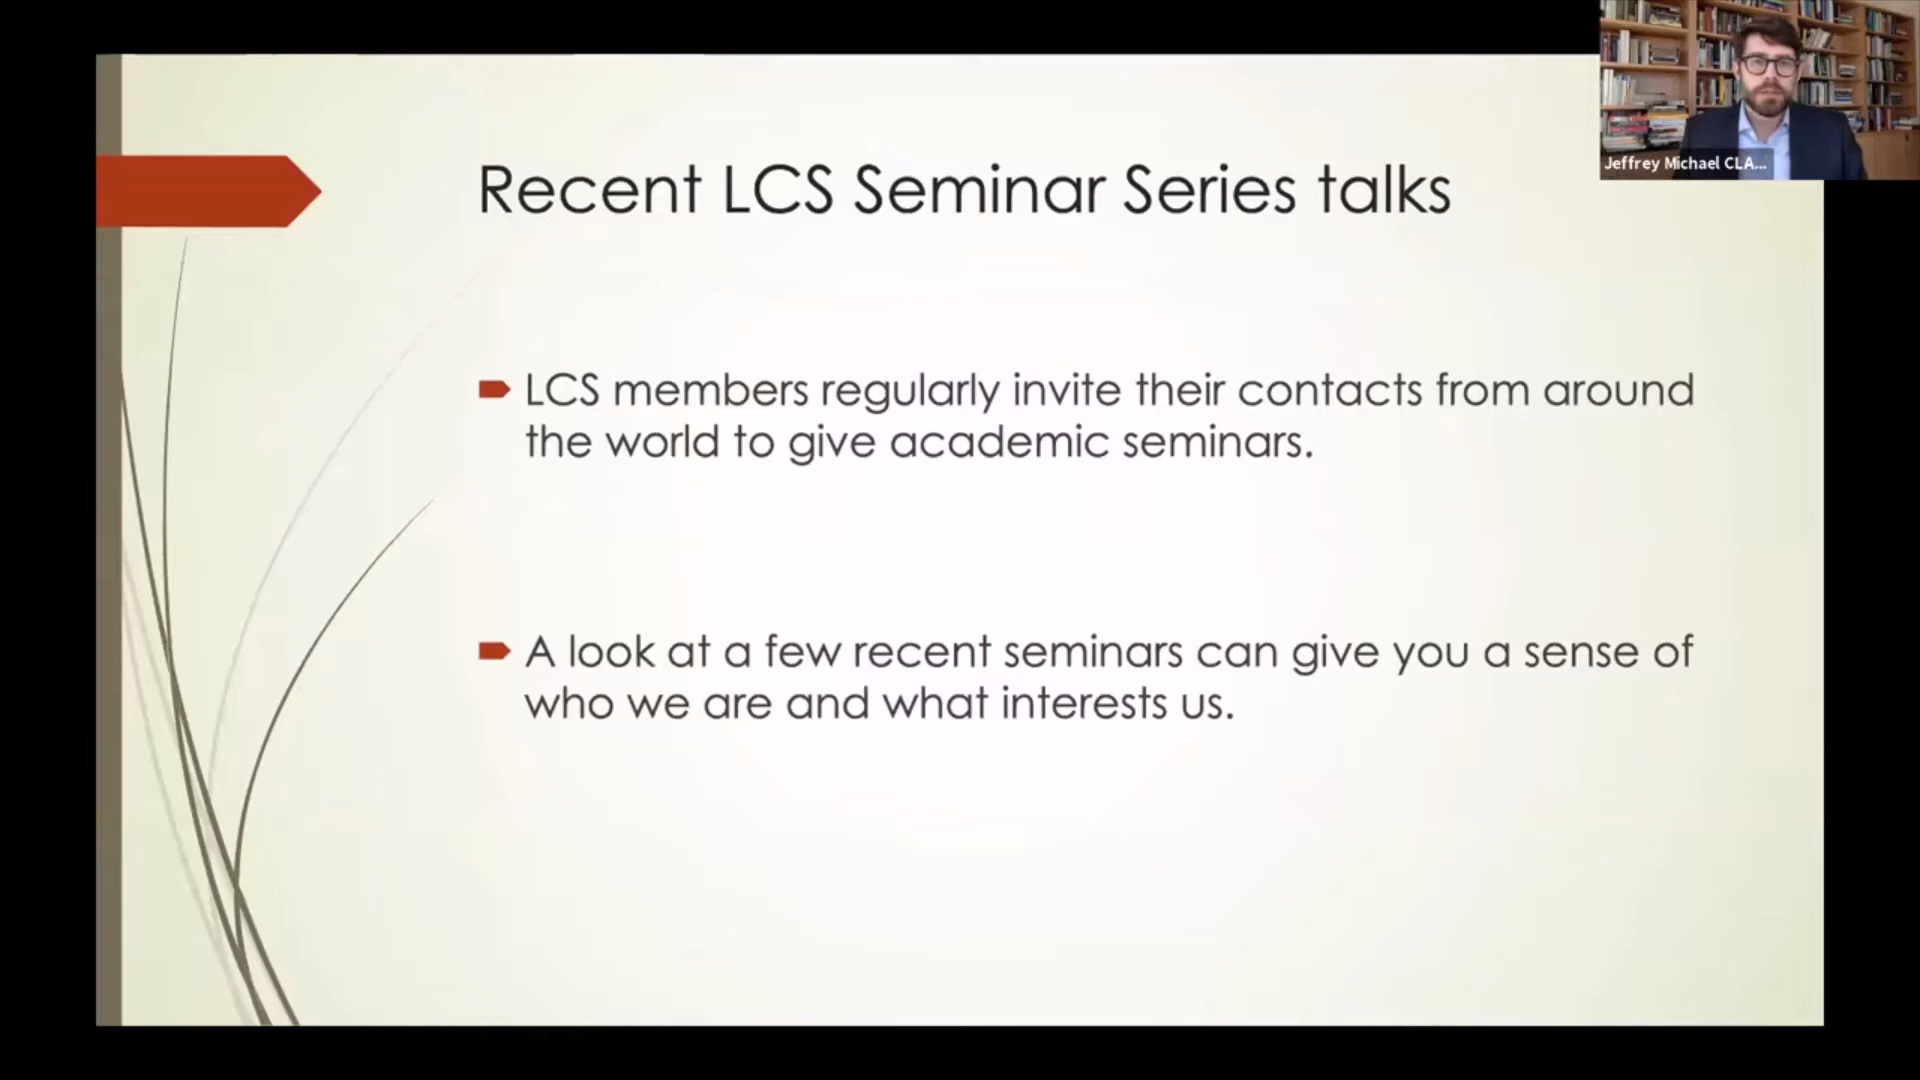 Jeffrey Michael CLA...
Recent LCS Seminar Series talks
LCS members regularly invite their contacts from around
the world to give academic seminars.
A look at a few recent seminars can give you a sense of
who we are and what interests us.